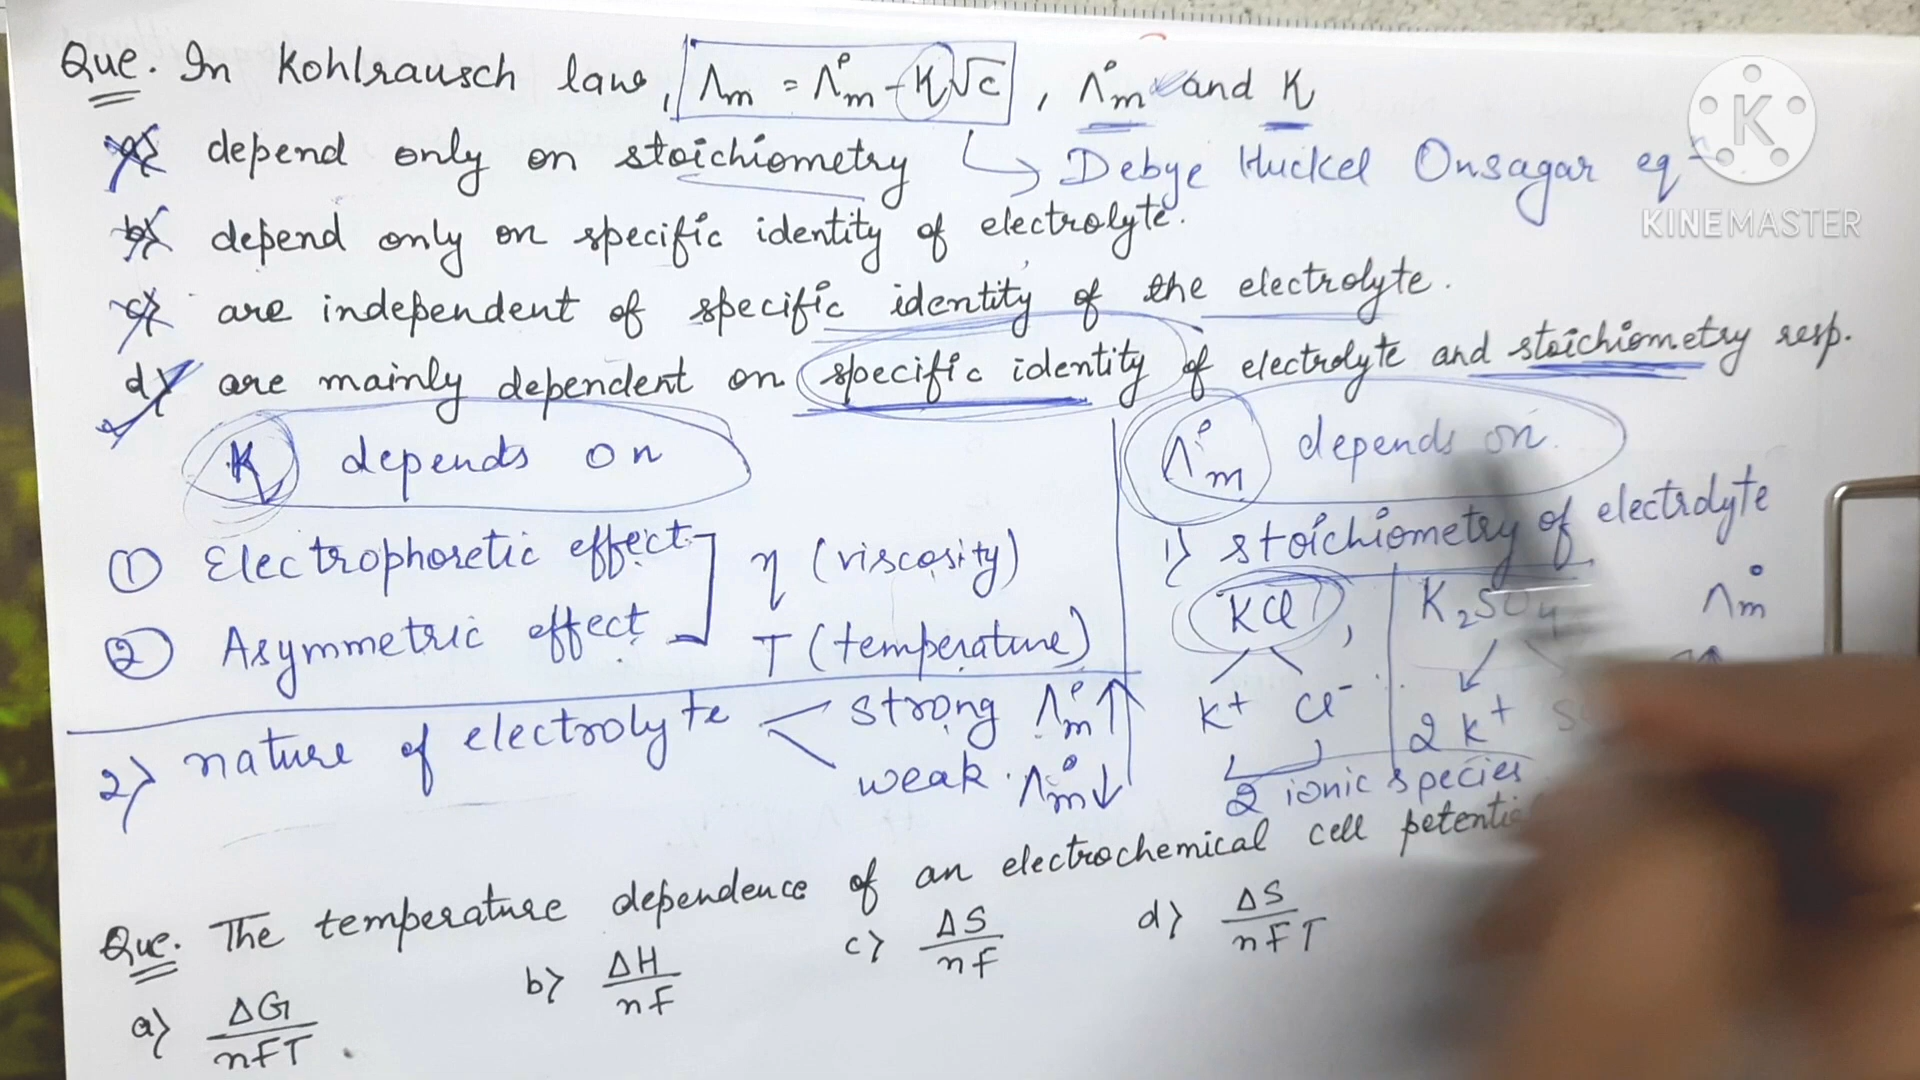 Que. In Kohlrausch law, Λm = Λ°m - K√c , Λ°m and K
a) depend only on stoichiometry ↳ Debye Huckel Onsagar eq
b) depend only on specific identity of electrolyte.
c) are independent of specific identity of the electrolyte.
d) are mainly dependent on specific identity of electrolyte and stoichiometry resp.
K depends on
① Electrophoretic effect
② Asymmetric effect
η (viscosity)
T (temperature)
Λ°m depends on
1) stoichiometry of electrolyte
KCl , K2SO4 Λ°m
K+ Cl- 2 K+
2 ionic species
2) nature of electrolyte
strong Λ°m ↑
weak Λ°m ↓
Que. The temperature dependence of an electrochemical cell
a) ΔG/nFT b) ΔH/nF c) ΔS/nF d) ΔS/nFT
K
KINEMASTER